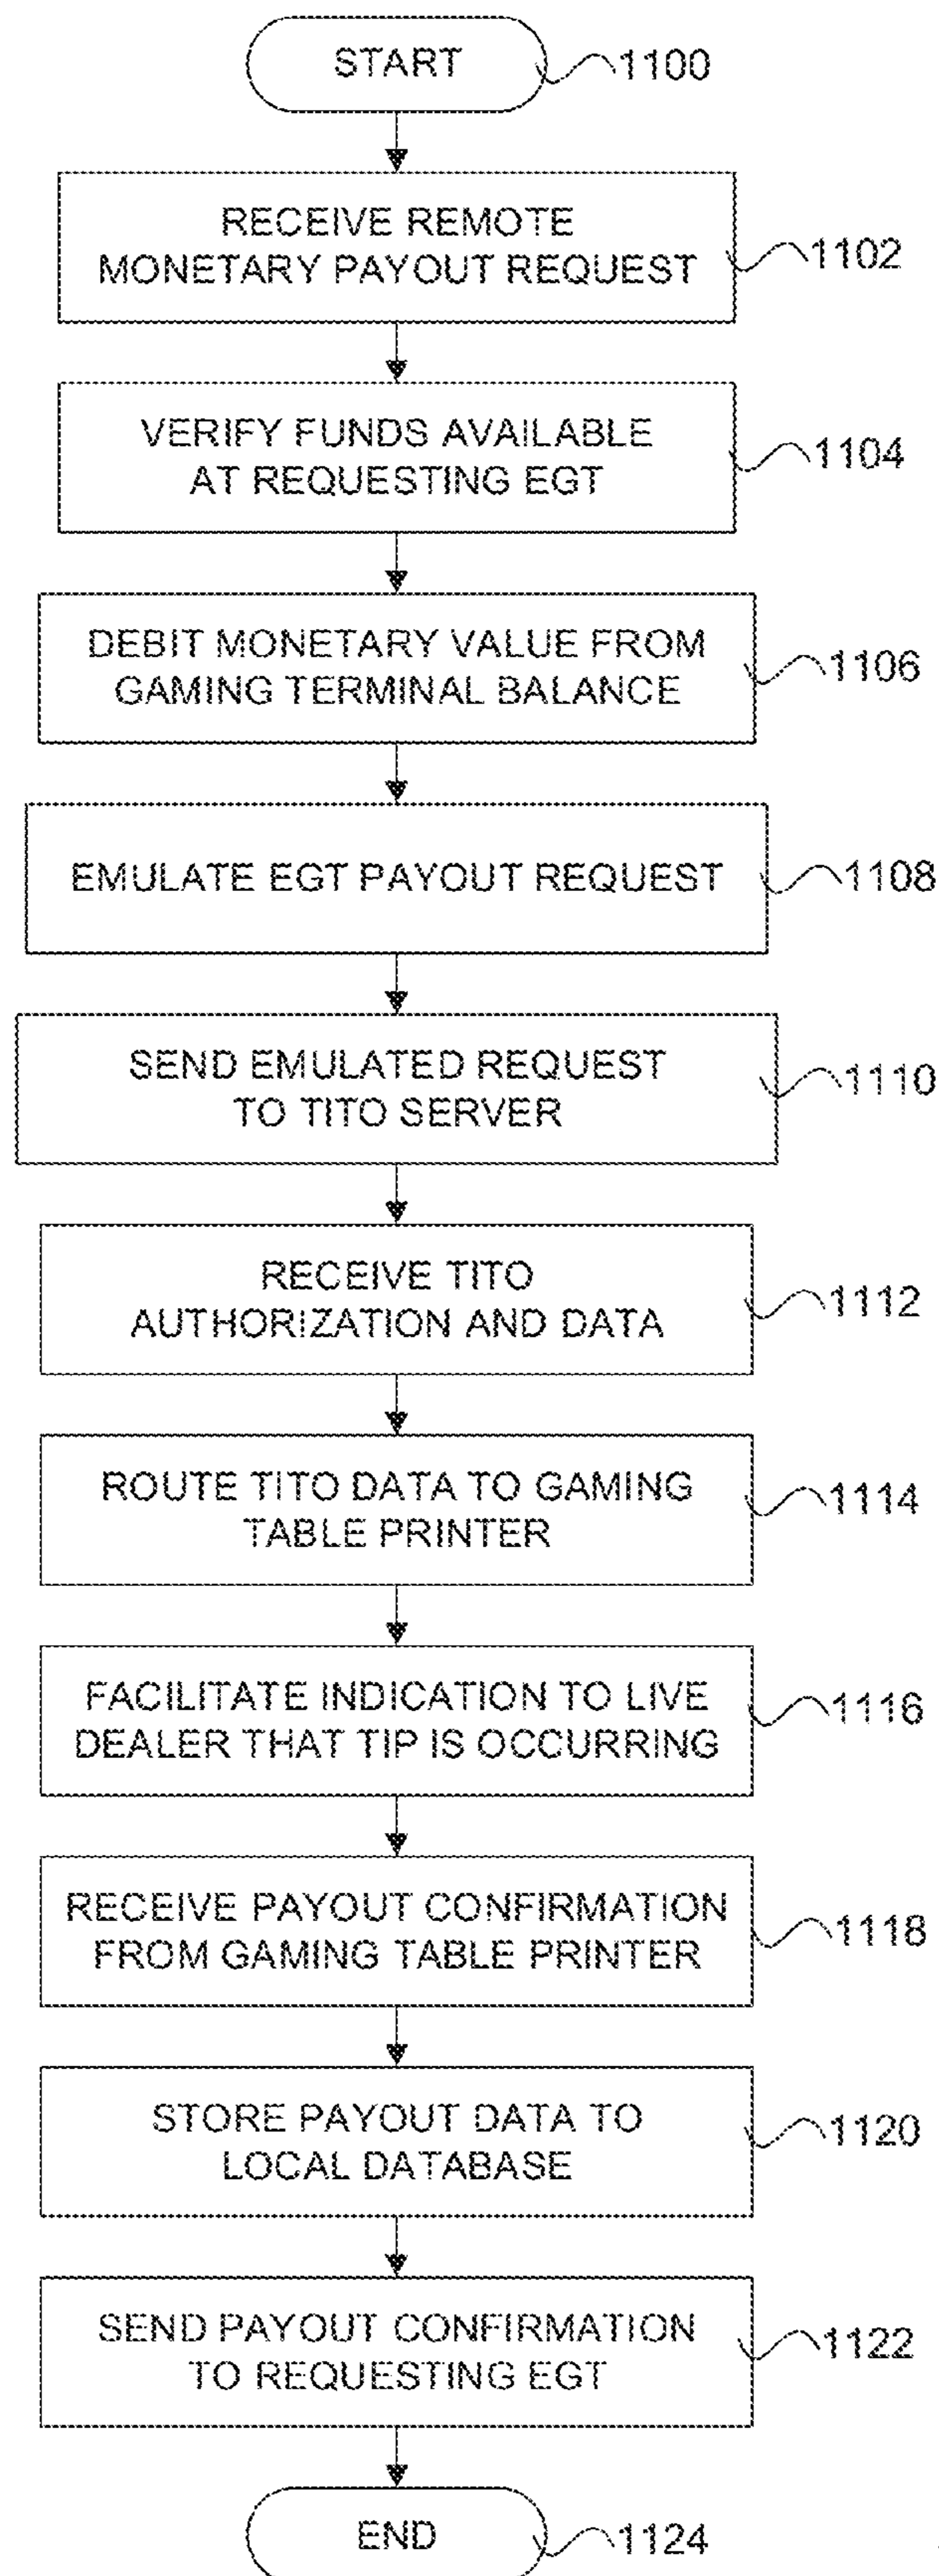 START
1100
RECEIVE REMOTE
MONETARY PAYOUT REQUEST
1102
VERIFY FUNDS AVAILABLE
AT REQUESTING EGT
1104
DEBIT MONETARY VALUE FROM
GAMING TERMINAL BALANCE
1106
EMULATE EGT PAYOUT REQUEST
1108
SEND EMULATED REQUEST
TO TITO SERVER
1110
RECEIVE TITO
AUTHORIZATION AND DATA
1112
ROUTE TITO DATA TO GAMING
TABLE PRINTER
1114
FACILITATE INDICATION TO LIVE
DEALER THAT TIP IS OCCURRING
1116
RECEIVE PAYOUT CONFIRMATION
FROM GAMING TABLE PRINTER
1118
STORE PAYOUT DATA TO
LOCAL DATABASE
1120
SEND PAYOUT CONFIRMATION
TO REQUESTING EGT
1122
END
1124